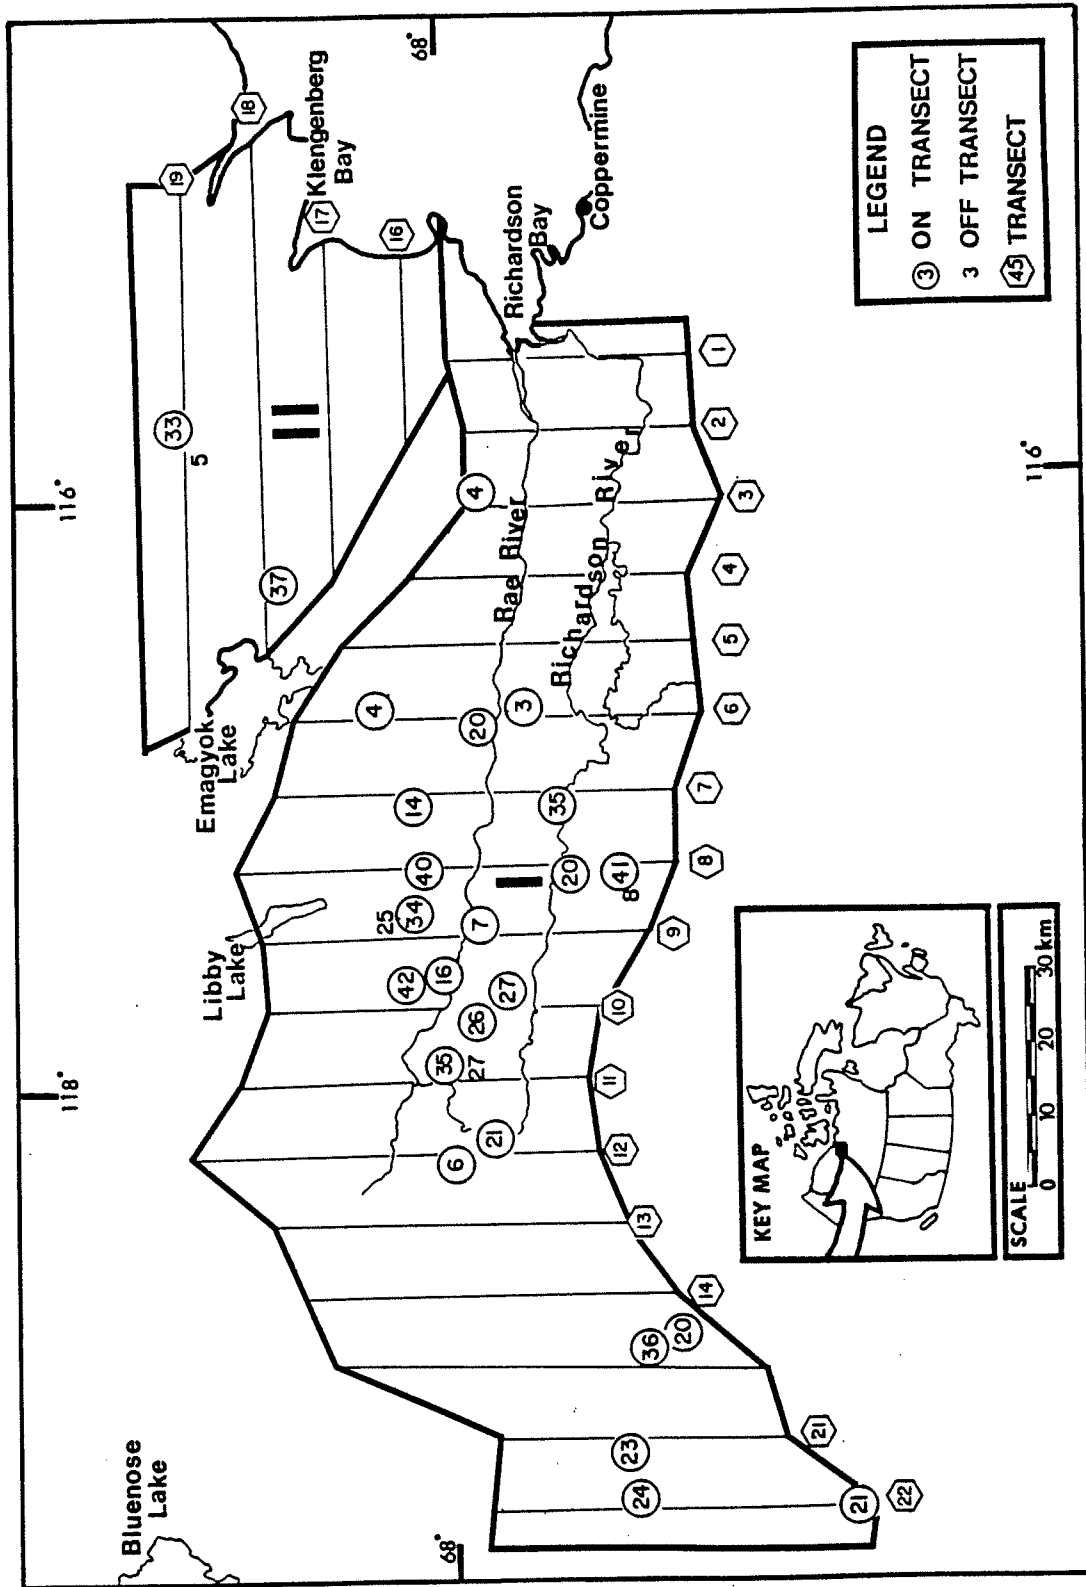 Bluenose
Lake
68°
118°
116°
68°
116°
Libby
Lake
Emagyok
Lake
Klengenberg
Bay
Richardson
Bay
Coppermine
Rae River
Richardson River
I
II
19
18
17
16
33
5
37
4
4
20
3
14
35
40
20
41
8
25
34
7
42
16
27
26
35
27
21
6
36
20
23
24
21
1
2
3
4
5
6
7
8
9
10
11
12
13
14
21
22
KEY MAP
SCALE
0 10 20 30 km
LEGEND
3 ON TRANSECT
3 OFF TRANSECT
45 TRANSECT